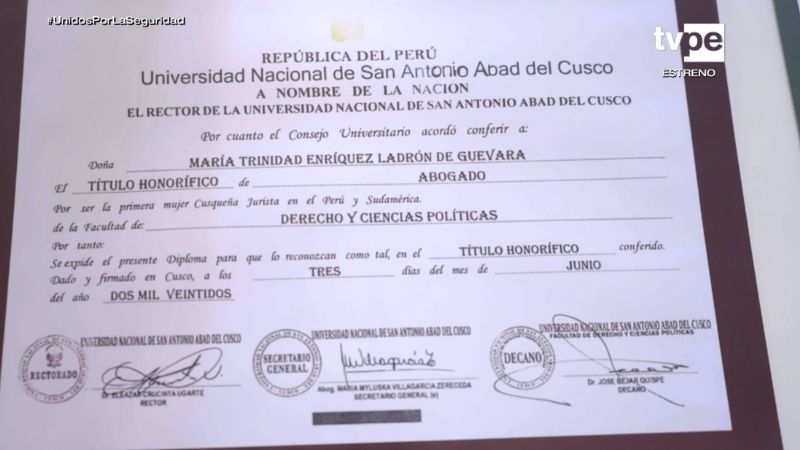 #UnidosPorLaSeguridad
tvpe
ESTRENO
REPÚBLICA DEL PERÚ
Universidad Nacional de San Antonio Abad del Cusco
A NOMBRE DE LA NACIÓN
EL RECTOR DE LA UNIVERSIDAD NACIONAL DE SAN ANTONIO ABAD DEL CUSCO
Por cuanto el Consejo Universitario acordó conferir a:
Doña MARÍA TRINIDAD ENRÍQUEZ LADRÓN DE GUEVARA
El TÍTULO HONORÍFICO de ABOGADO
Por ser la primera mujer Cusqueña Jurista en el Perú y Sudamérica.
de la Facultad de: DERECHO Y CIENCIAS POLÍTICAS
Por tanto:
Se expide el presente Diploma para que lo reconozcan como tal, en el TÍTULO HONORÍFICO conferido.
Dado y firmado en Cusco, a los TRES días del mes de JUNIO
del año DOS MIL VEINTIDOS
UNIVERSIDAD NACIONAL DE SAN ANTONIO ABAD DEL CUSCO
RECTORADO
Dr. ELEAZAR CRUCINTA UGARTE
RECTOR
UNIVERSIDAD NACIONAL DE SAN ANTONIO ABAD DEL CUSCO
SECRETARIO
GENERAL
Abog. MARIA MYLUSKA VILLAGARCIA ZERECEDA
SECRETARIO GENERAL (e)
UNIVERSIDAD NACIONAL DE SAN ANTONIO ABAD DEL CUSCO
FACULTAD DE DERECHO Y CIENCIAS POLÍTICAS
DECANO
Dr. JOSE BEJAR QUISPE
DECANO